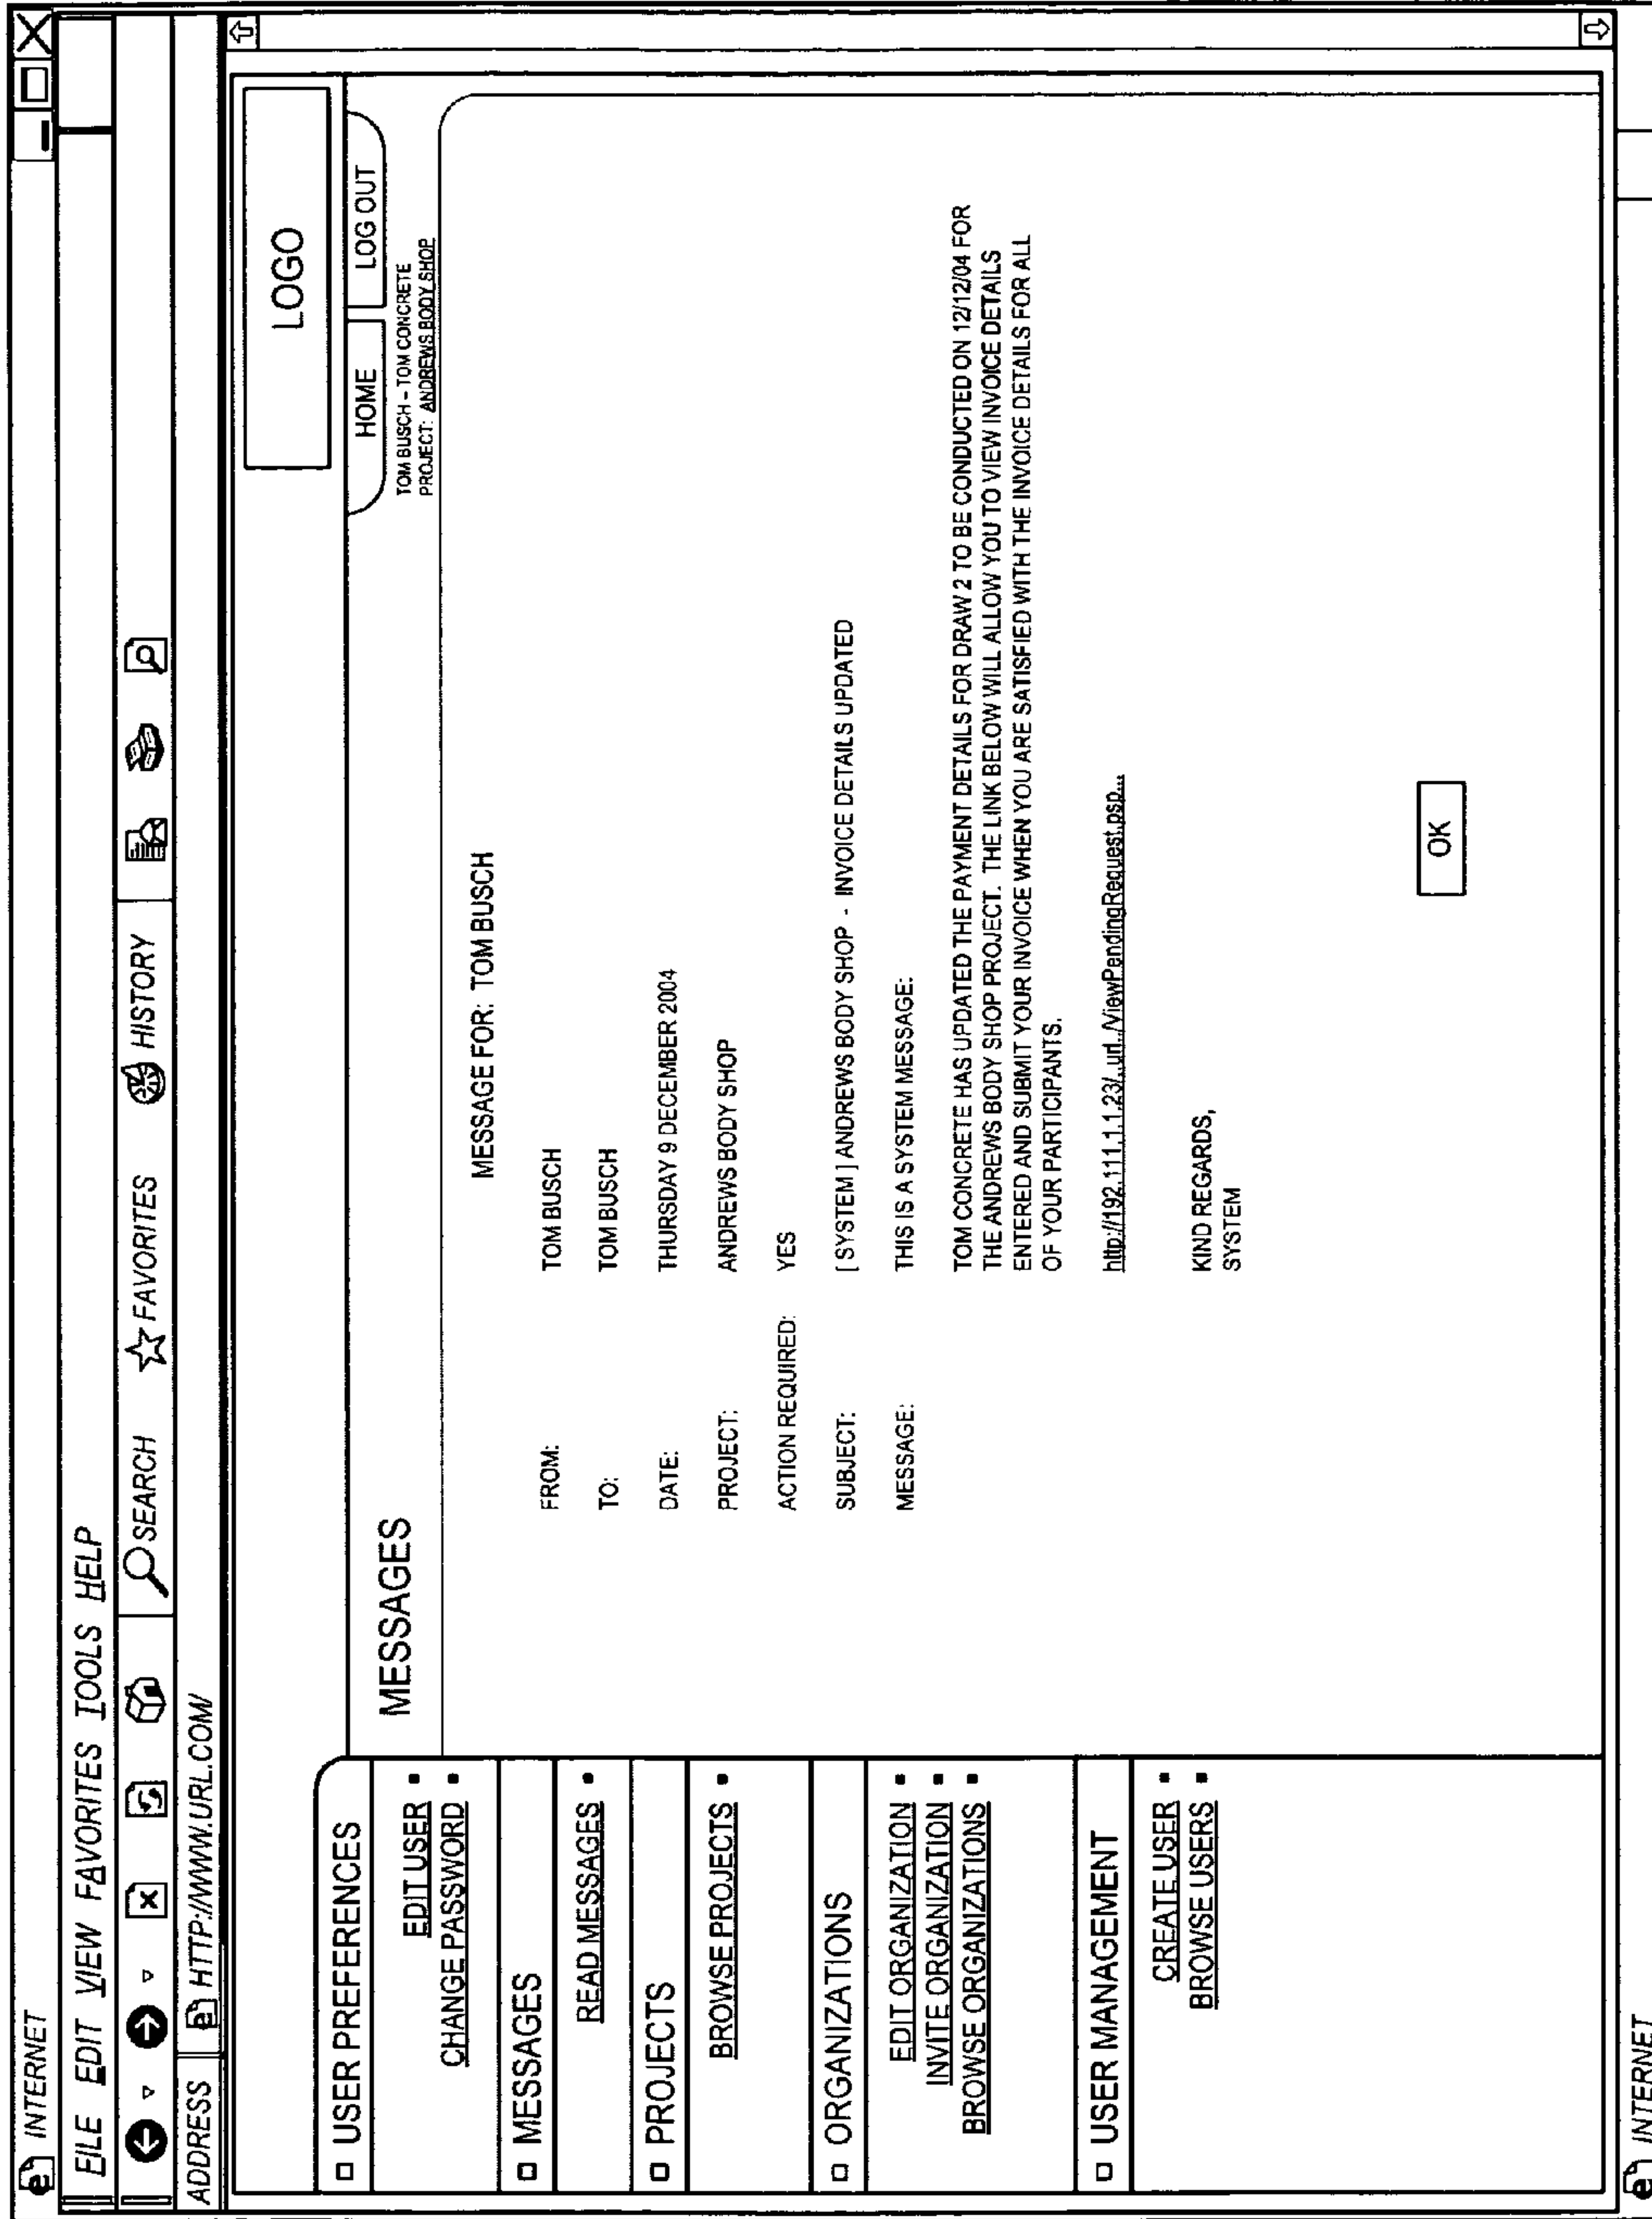 INTERNET
FILE EDIT VIEW FAVORITES TOOLS HELP
SEARCH FAVORITES HISTORY
ADDRESS HTTP://WWW.URL.COM/
LOGO
HOME LOG OUT
TOM BUSCH – TOM CONCRETE
PROJECT: ANDREWS BODY SHOP
USER PREFERENCES
EDIT USER
CHANGE PASSWORD
MESSAGES
READ MESSAGES
PROJECTS
BROWSE PROJECTS
ORGANIZATIONS
EDIT ORGANIZATION
INVITE ORGANIZATION
BROWSE ORGANIZATIONS
USER MANAGEMENT
CREATE USER
BROWSE USERS
MESSAGES
MESSAGE FOR: TOM BUSCH
FROM: TOM BUSCH
TO: TOM BUSCH
DATE: THURSDAY 9 DECEMBER 2004
PROJECT: ANDREWS BODY SHOP
ACTION REQUIRED: YES
SUBJECT: [ SYSTEM ] ANDREWS BODY SHOP - INVOICE DETAILS UPDATED
MESSAGE: THIS IS A SYSTEM MESSAGE:
TOM CONCRETE HAS UPDATED THE PAYMENT DETAILS FOR DRAW 2 TO BE CONDUCTED ON 12/12/04 FOR
THE ANDREWS BODY SHOP PROJECT. THE LINK BELOW WILL ALLOW YOU TO VIEW INVOICE DETAILS
ENTERED AND SUBMIT YOUR INVOICE WHEN YOU ARE SATISFIED WITH THE INVOICE DETAILS FOR ALL
OF YOUR PARTICIPANTS.
http://192.111.1.1.23/..url../ViewPendingRequest.psp...
KIND REGARDS,
SYSTEM
OK
INTERNET